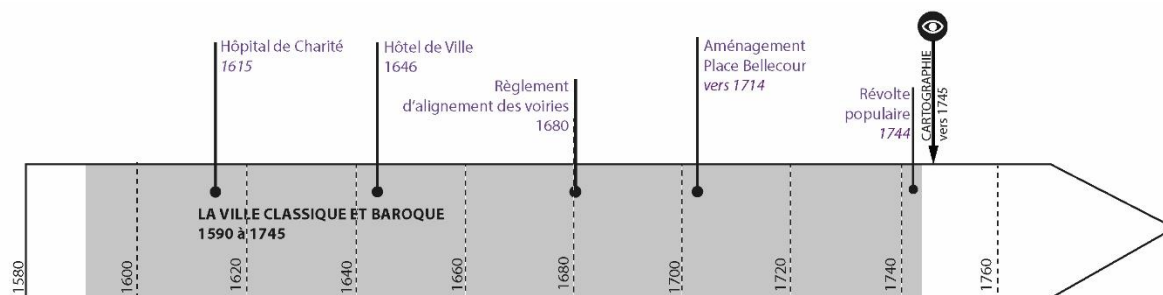 Hôpital de Charité
1615
Hôtel de Ville
1646
Règlement
d'alignement des voiries
1680
Aménagement
Place Bellecour
vers 1714
Révolte
populaire
1744
CARTOGRAPHIE
vers 1745
LA VILLE CLASSIQUE ET BAROQUE
1590 à 1745
1580
1600
1620
1640
1660
1680
1700
1720
1740
1760